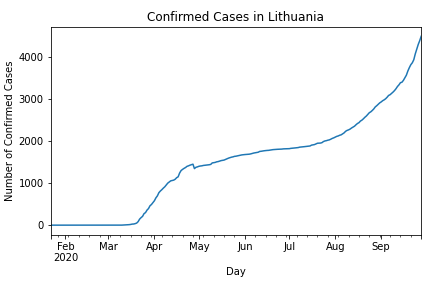 Confirmed Cases in Lithuania
Number of Confirmed Cases
4000
3000
2000
1000
0
Feb Mar Apr May Jun Jul Aug Sep
2020
Day